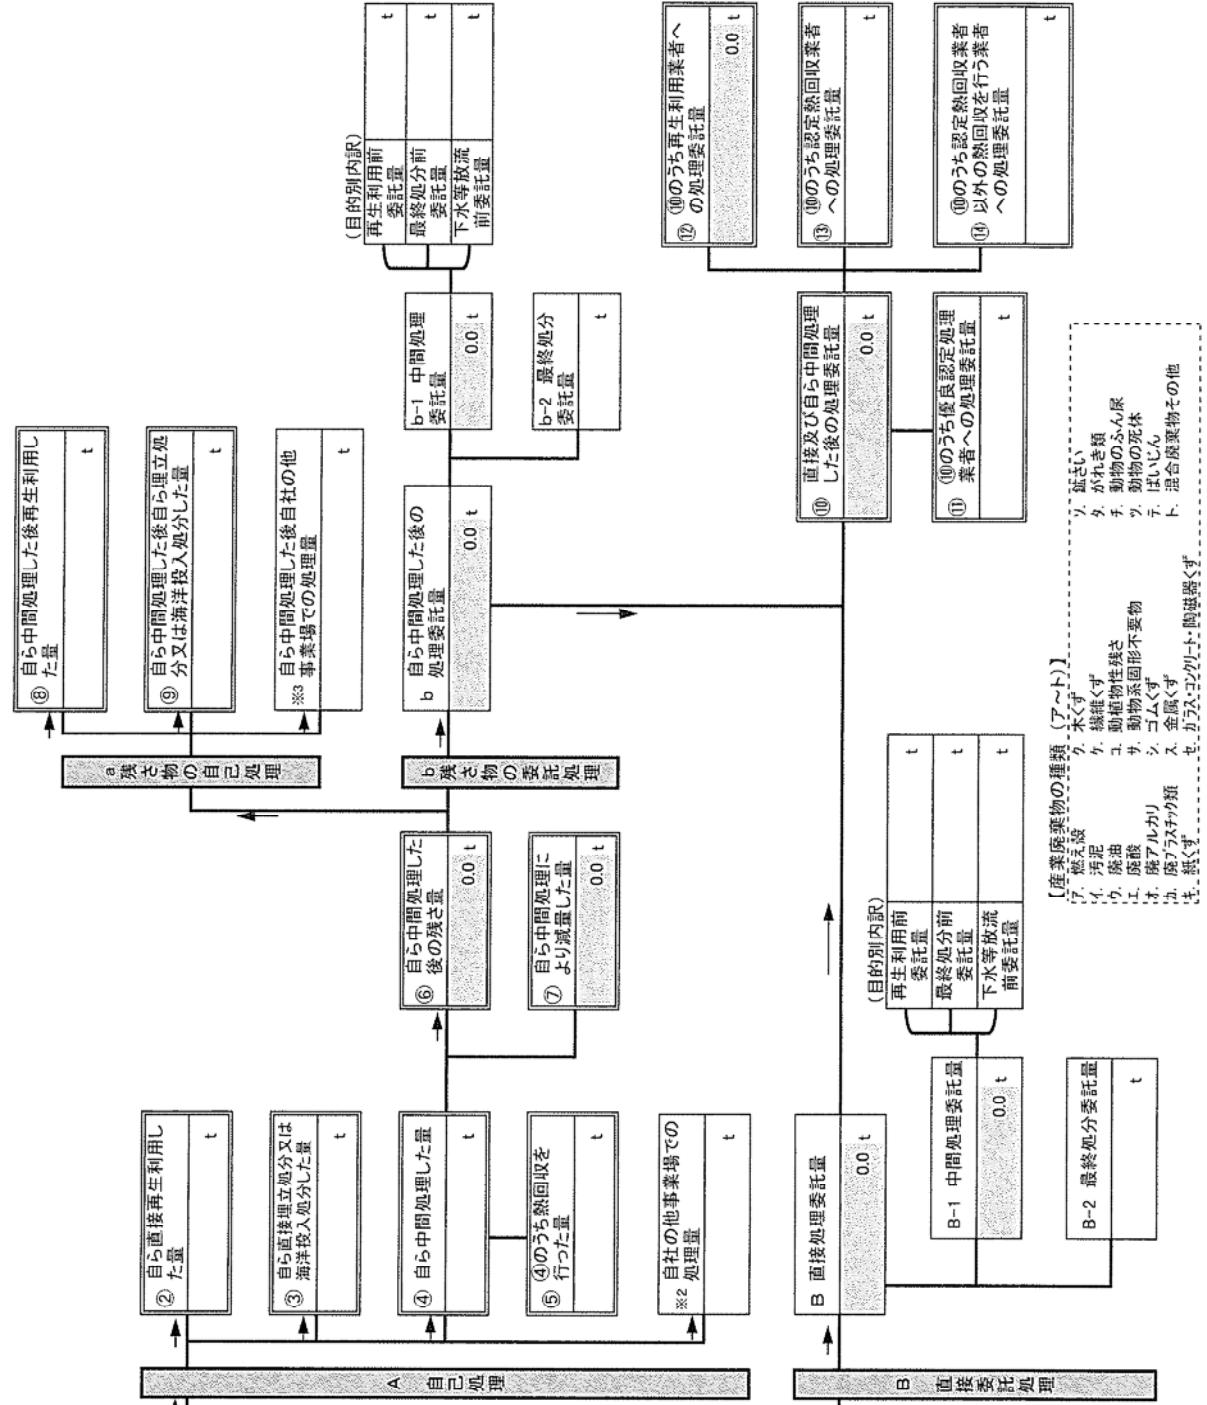 A 自己処理
② 自ら直接再生利用し
た量
t
③ 自ら直接埋立処分又は
海洋投入処分した量
t
④ 自ら中間処理した量
t
⑤ ④のうち熱回収を
行った量
t
※2 自社の他事業場での
処理量
t
⑥ 自ら中間処理した
後の残さ量
0.0 t
⑦ 自ら中間処理に
より減量した量
0.0 t
a 残さ物の自己処理
⑧ 自ら中間処理した後再生利用し
た量
t
⑨ 自ら中間処理した後自ら埋立処
分又は海洋投入処分した量
t
※3 自ら中間処理した後自社の他
事業場での処理量
t
b 残さ物の委託処理
b 自ら中間処理した後の
処理委託量
0.0 t
b-1 中間処理
委託量
0.0 t
b-2 最終処分
委託量
t
(目的別内訳)
再生利用前
委託量
t
最終処分前
委託量
t
下水等放流
前委託量
t
B 直接委託処理
B 直接処理委託量
0.0 t
B-1 中間処理委託量
0.0 t
B-2 最終処分委託量
t
(目的別内訳)
再生利用前
委託量
t
最終処分前
委託量
t
下水等放流
前委託量
t
⑩ 直接及び自ら中間処理
した後の処理委託量
0.0 t
⑪ ⑩のうち優良認定処理
業者への処理委託量
t
⑫ ⑩のうち再生利用業者へ
の処理委託量
0.0 t
⑬ ⑩のうち認定熱回収業者
への処理委託量
t
⑭ ⑩のうち認定熱回収業者
以外の熱回収を行う業者
への処理委託量
t
【産業廃棄物の種類 (ア~ト)】
ア. 燃え殻 ク. 木くず ソ. 鉱さい
イ. 汚泥 ケ. 繊維くず タ. がれき類
ウ. 廃油 コ. 動植物性残さ チ. 動物のふん尿
エ. 廃酸 サ. 動物系固形不要物 ツ. 動物の死体
オ. 廃アルカリ シ. ゴムくず テ. ばいじん
カ. 廃プラスチック類 ス. 金属くず ト. 混合廃棄物その他
キ. 紙くず セ. ガラス・コンクリート・陶磁器くず